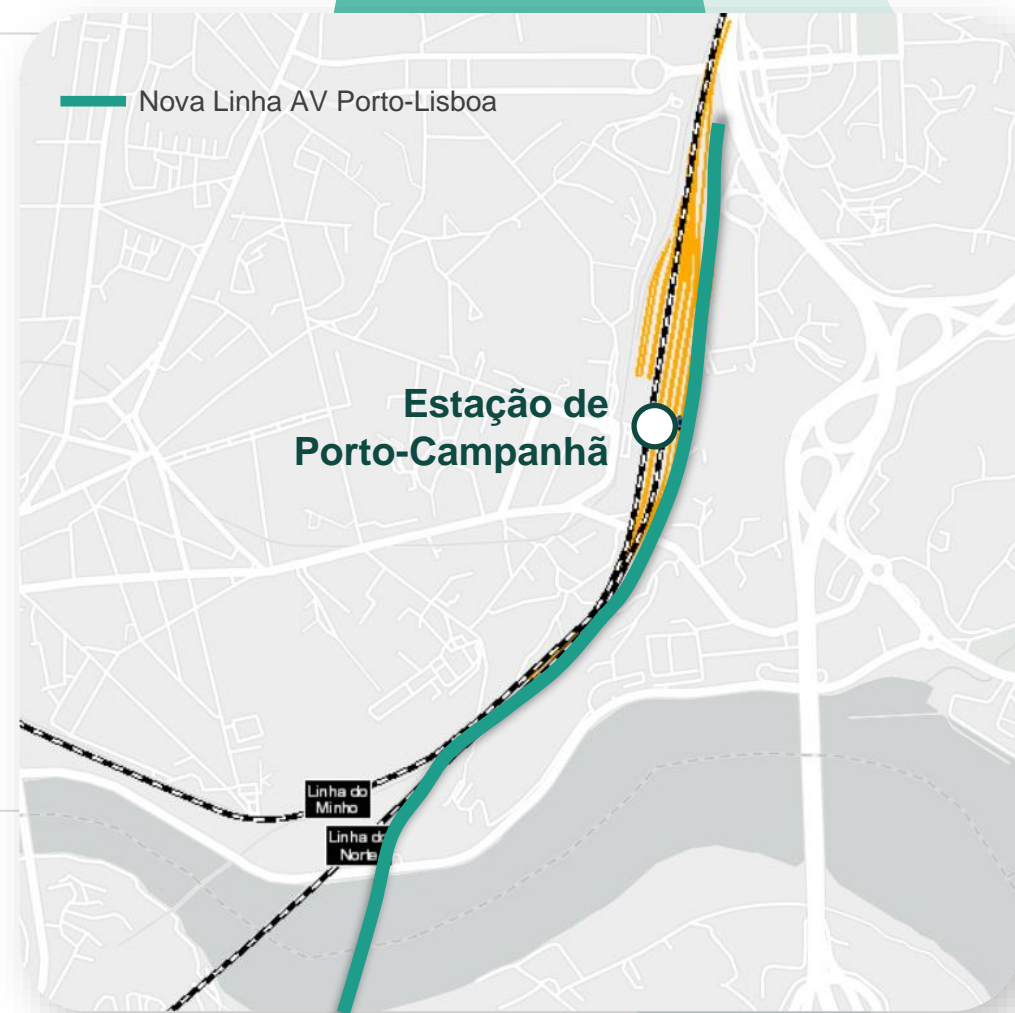 Nova Linha AV Porto-Lisboa
Estação de
Porto-Campanhã
Linha do
Minho
Linha do
Norte